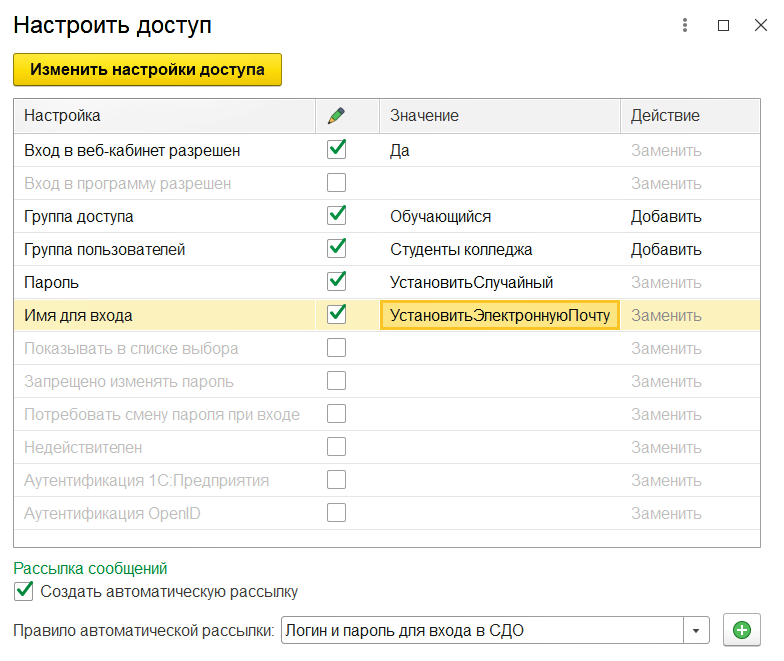 Настроить доступ
Изменить настройки доступа
Настройка Значение Действие
Вход в веб-кабинет разрешен Да Заменить
Вход в программу разрешен Заменить
Группа доступа Обучающийся Добавить
Группа пользователей Студенты колледжа Добавить
Пароль УстановитьСлучайный Заменить
Имя для входа УстановитьЭлектроннуюПочту Заменить
Показывать в списке выбора Заменить
Запрещено изменять пароль Заменить
Потребовать смену пароля при входе Заменить
Недействителен Заменить
Аутентификация 1С:Предприятия Заменить
Аутентификация OpenID Заменить
Рассылка сообщений
Создать автоматическую рассылку
Правило автоматической рассылки: Логин и пароль для входа в СДО